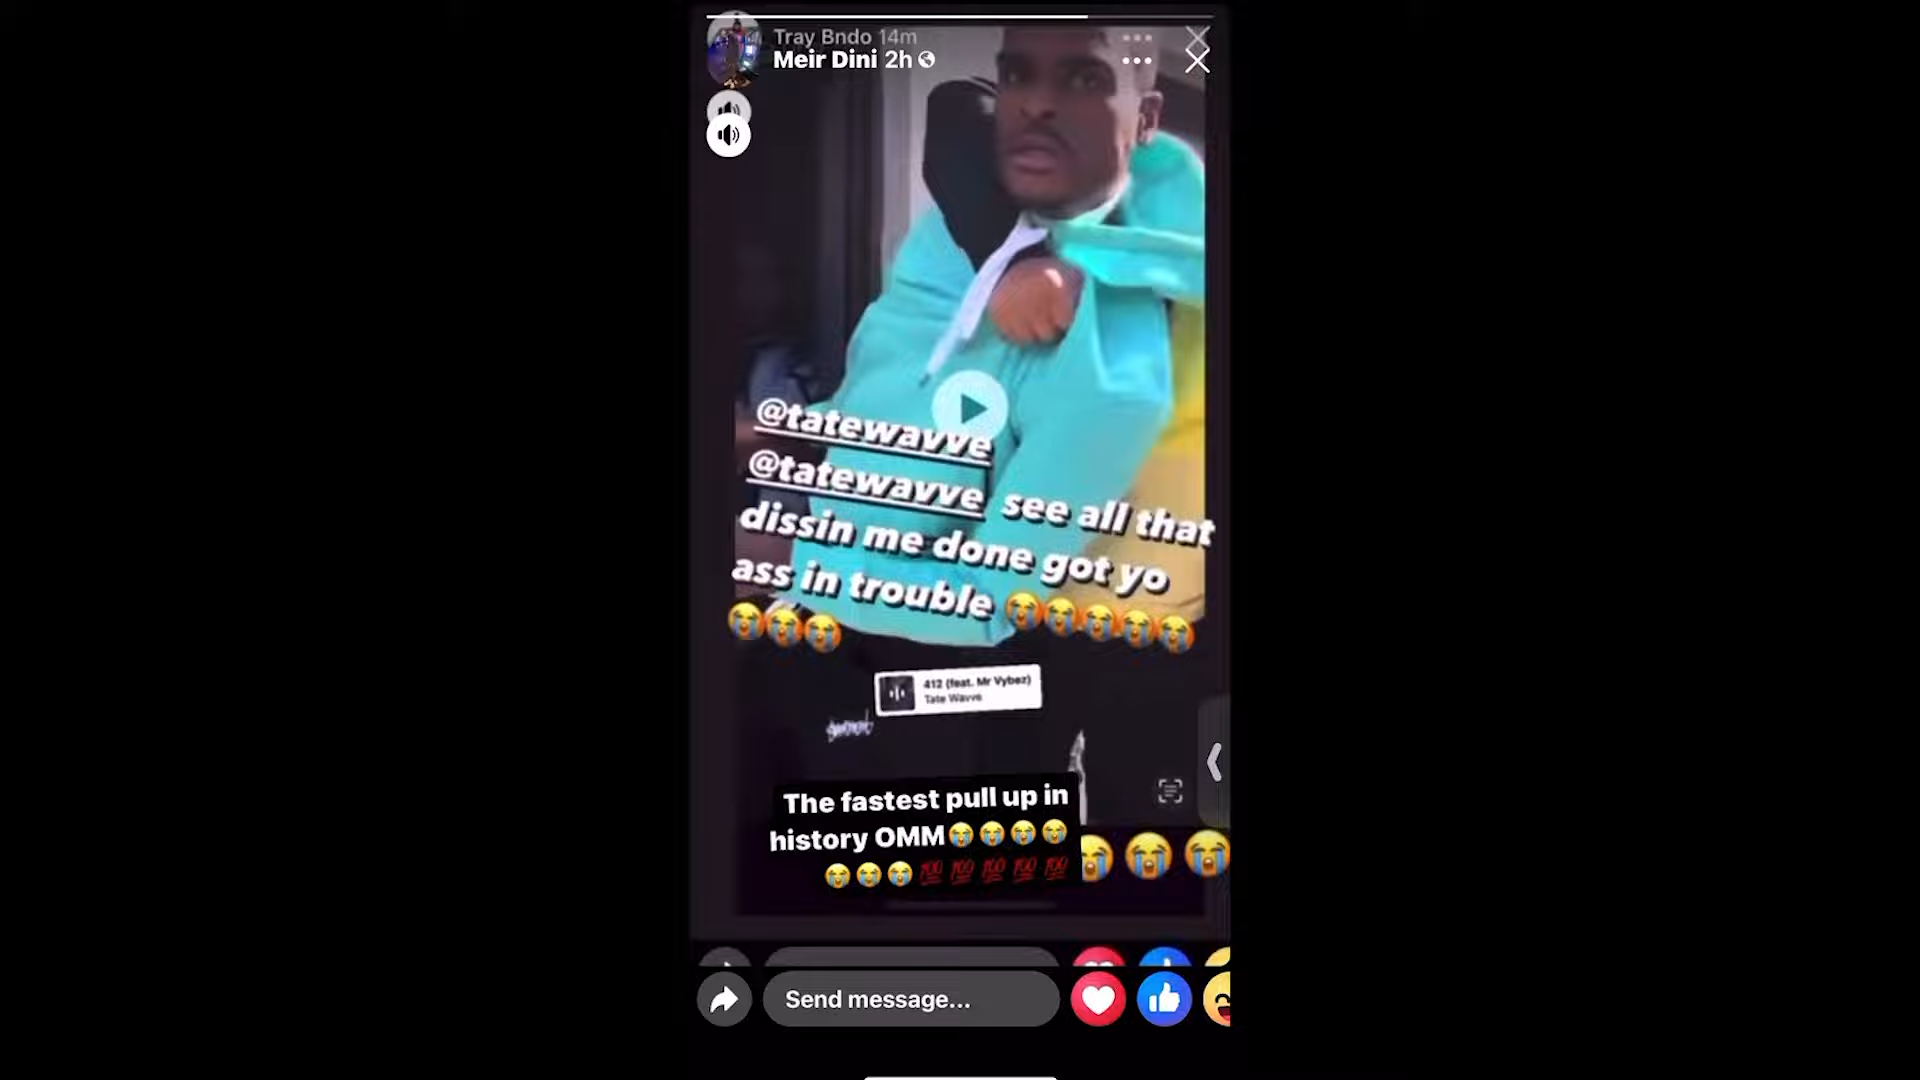 Tray Bndo 14m
Meir Dini 2h
@tatewavve
@tatewavve see all that
dissin me done got yo
ass in trouble 😭😭😭😭😭
😭😭😭
412 (feat. Mr Vybez)
Tate Wavve
The fastest pull up in
history OMM😭😭😭😭
😭😭😭💯💯💯💯💯
😭😭😭
Send message...